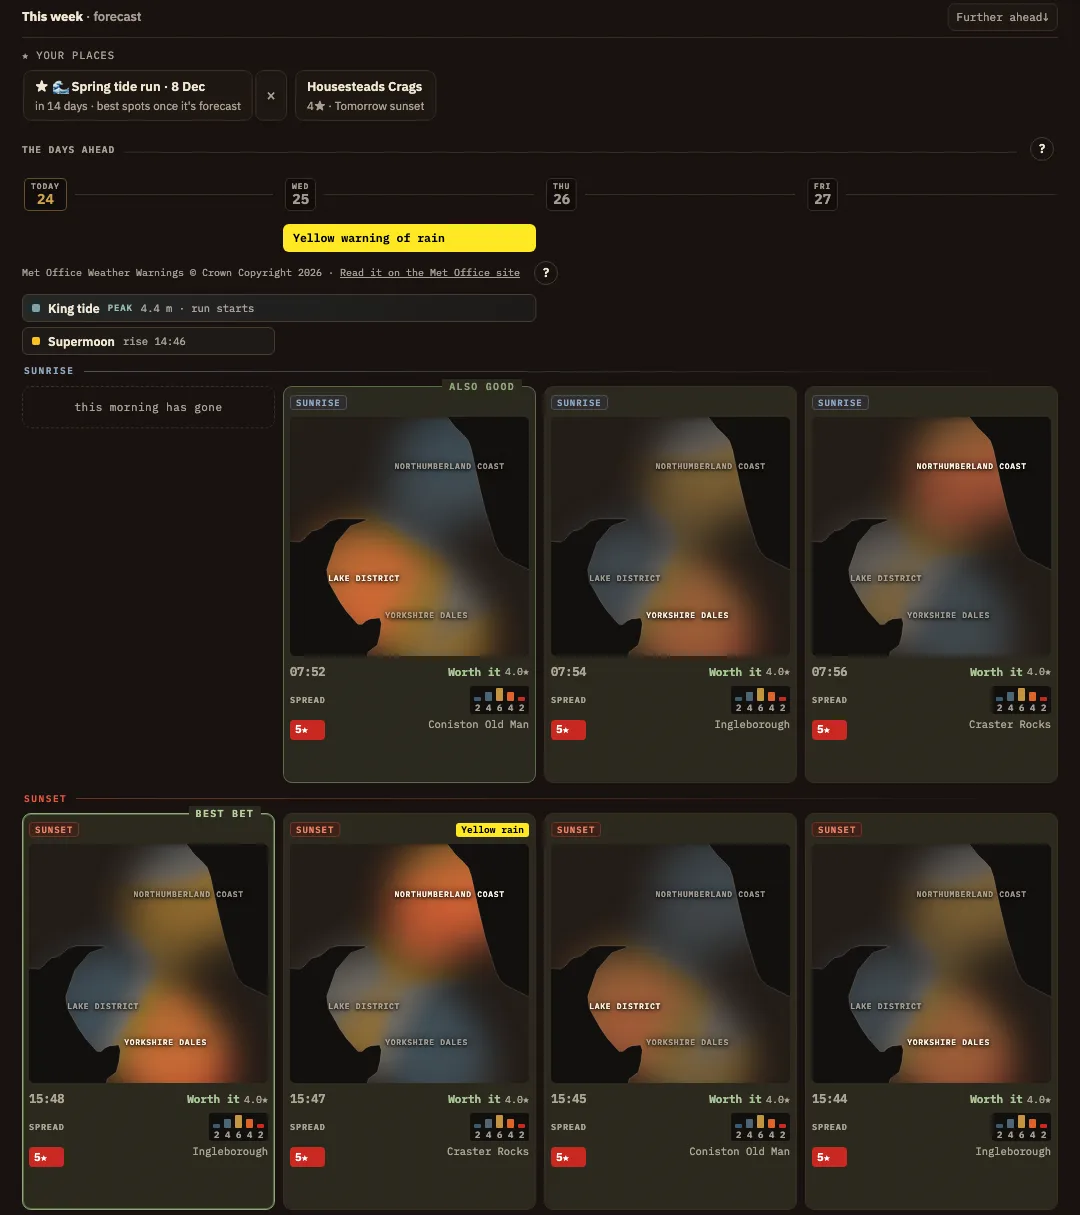 This week · forecast
Further ahead↓
★ YOUR PLACES
★ 🌊 Spring tide run · 8 Dec
in 14 days · best spots once it's forecast
×
Housesteads Crags
4★ · Tomorrow sunset
THE DAYS AHEAD
?
TODAY
24
WED
25
THU
26
FRI
27
Yellow warning of rain
Met Office Weather Warnings © Crown Copyright 2026 · Read it on the Met Office site
?
King tide PEAK 4.4 m · run starts
Supermoon rise 14:46
SUNRISE
this morning has gone
ALSO GOOD
SUNRISE
NORTHUMBERLAND COAST
LAKE DISTRICT
YORKSHIRE DALES
07:52 Worth it 4.0★
SPREAD
2 4 6 4 2
5★
Coniston Old Man
SUNRISE
NORTHUMBERLAND COAST
LAKE DISTRICT
YORKSHIRE DALES
07:54 Worth it 4.0★
SPREAD
2 4 6 4 2
5★
Ingleborough
SUNRISE
NORTHUMBERLAND COAST
LAKE DISTRICT
YORKSHIRE DALES
07:56 Worth it 4.0★
SPREAD
2 4 6 4 2
5★
Craster Rocks
SUNSET
BEST BET
SUNSET
NORTHUMBERLAND COAST
LAKE DISTRICT
YORKSHIRE DALES
15:48 Worth it 4.0★
SPREAD
2 4 6 4 2
5★
Ingleborough
SUNSET
Yellow rain
NORTHUMBERLAND COAST
LAKE DISTRICT
YORKSHIRE DALES
15:47 Worth it 4.0★
SPREAD
2 4 6 4 2
5★
Craster Rocks
SUNSET
NORTHUMBERLAND COAST
LAKE DISTRICT
YORKSHIRE DALES
15:45 Worth it 4.0★
SPREAD
2 4 6 4 2
5★
Coniston Old Man
SUNSET
NORTHUMBERLAND COAST
LAKE DISTRICT
YORKSHIRE DALES
15:44 Worth it 4.0★
SPREAD
2 4 6 4 2
5★
Ingleborough